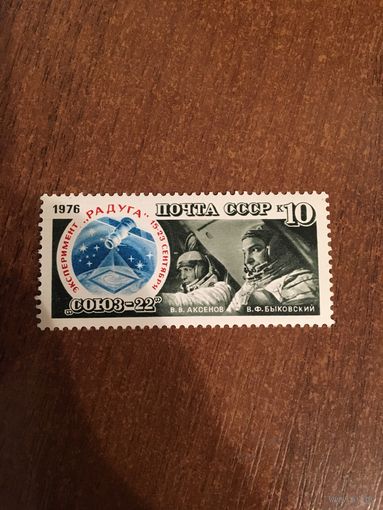 1976
ЭКСПЕРИМЕНТ „РАДУГА" 15-23 СЕНТЯБРЯ
ПОЧТА СССР К10
„СОЮЗ-22"
В.В. АКСЕНОВ
В.Ф. БЫКОВСКИЙ